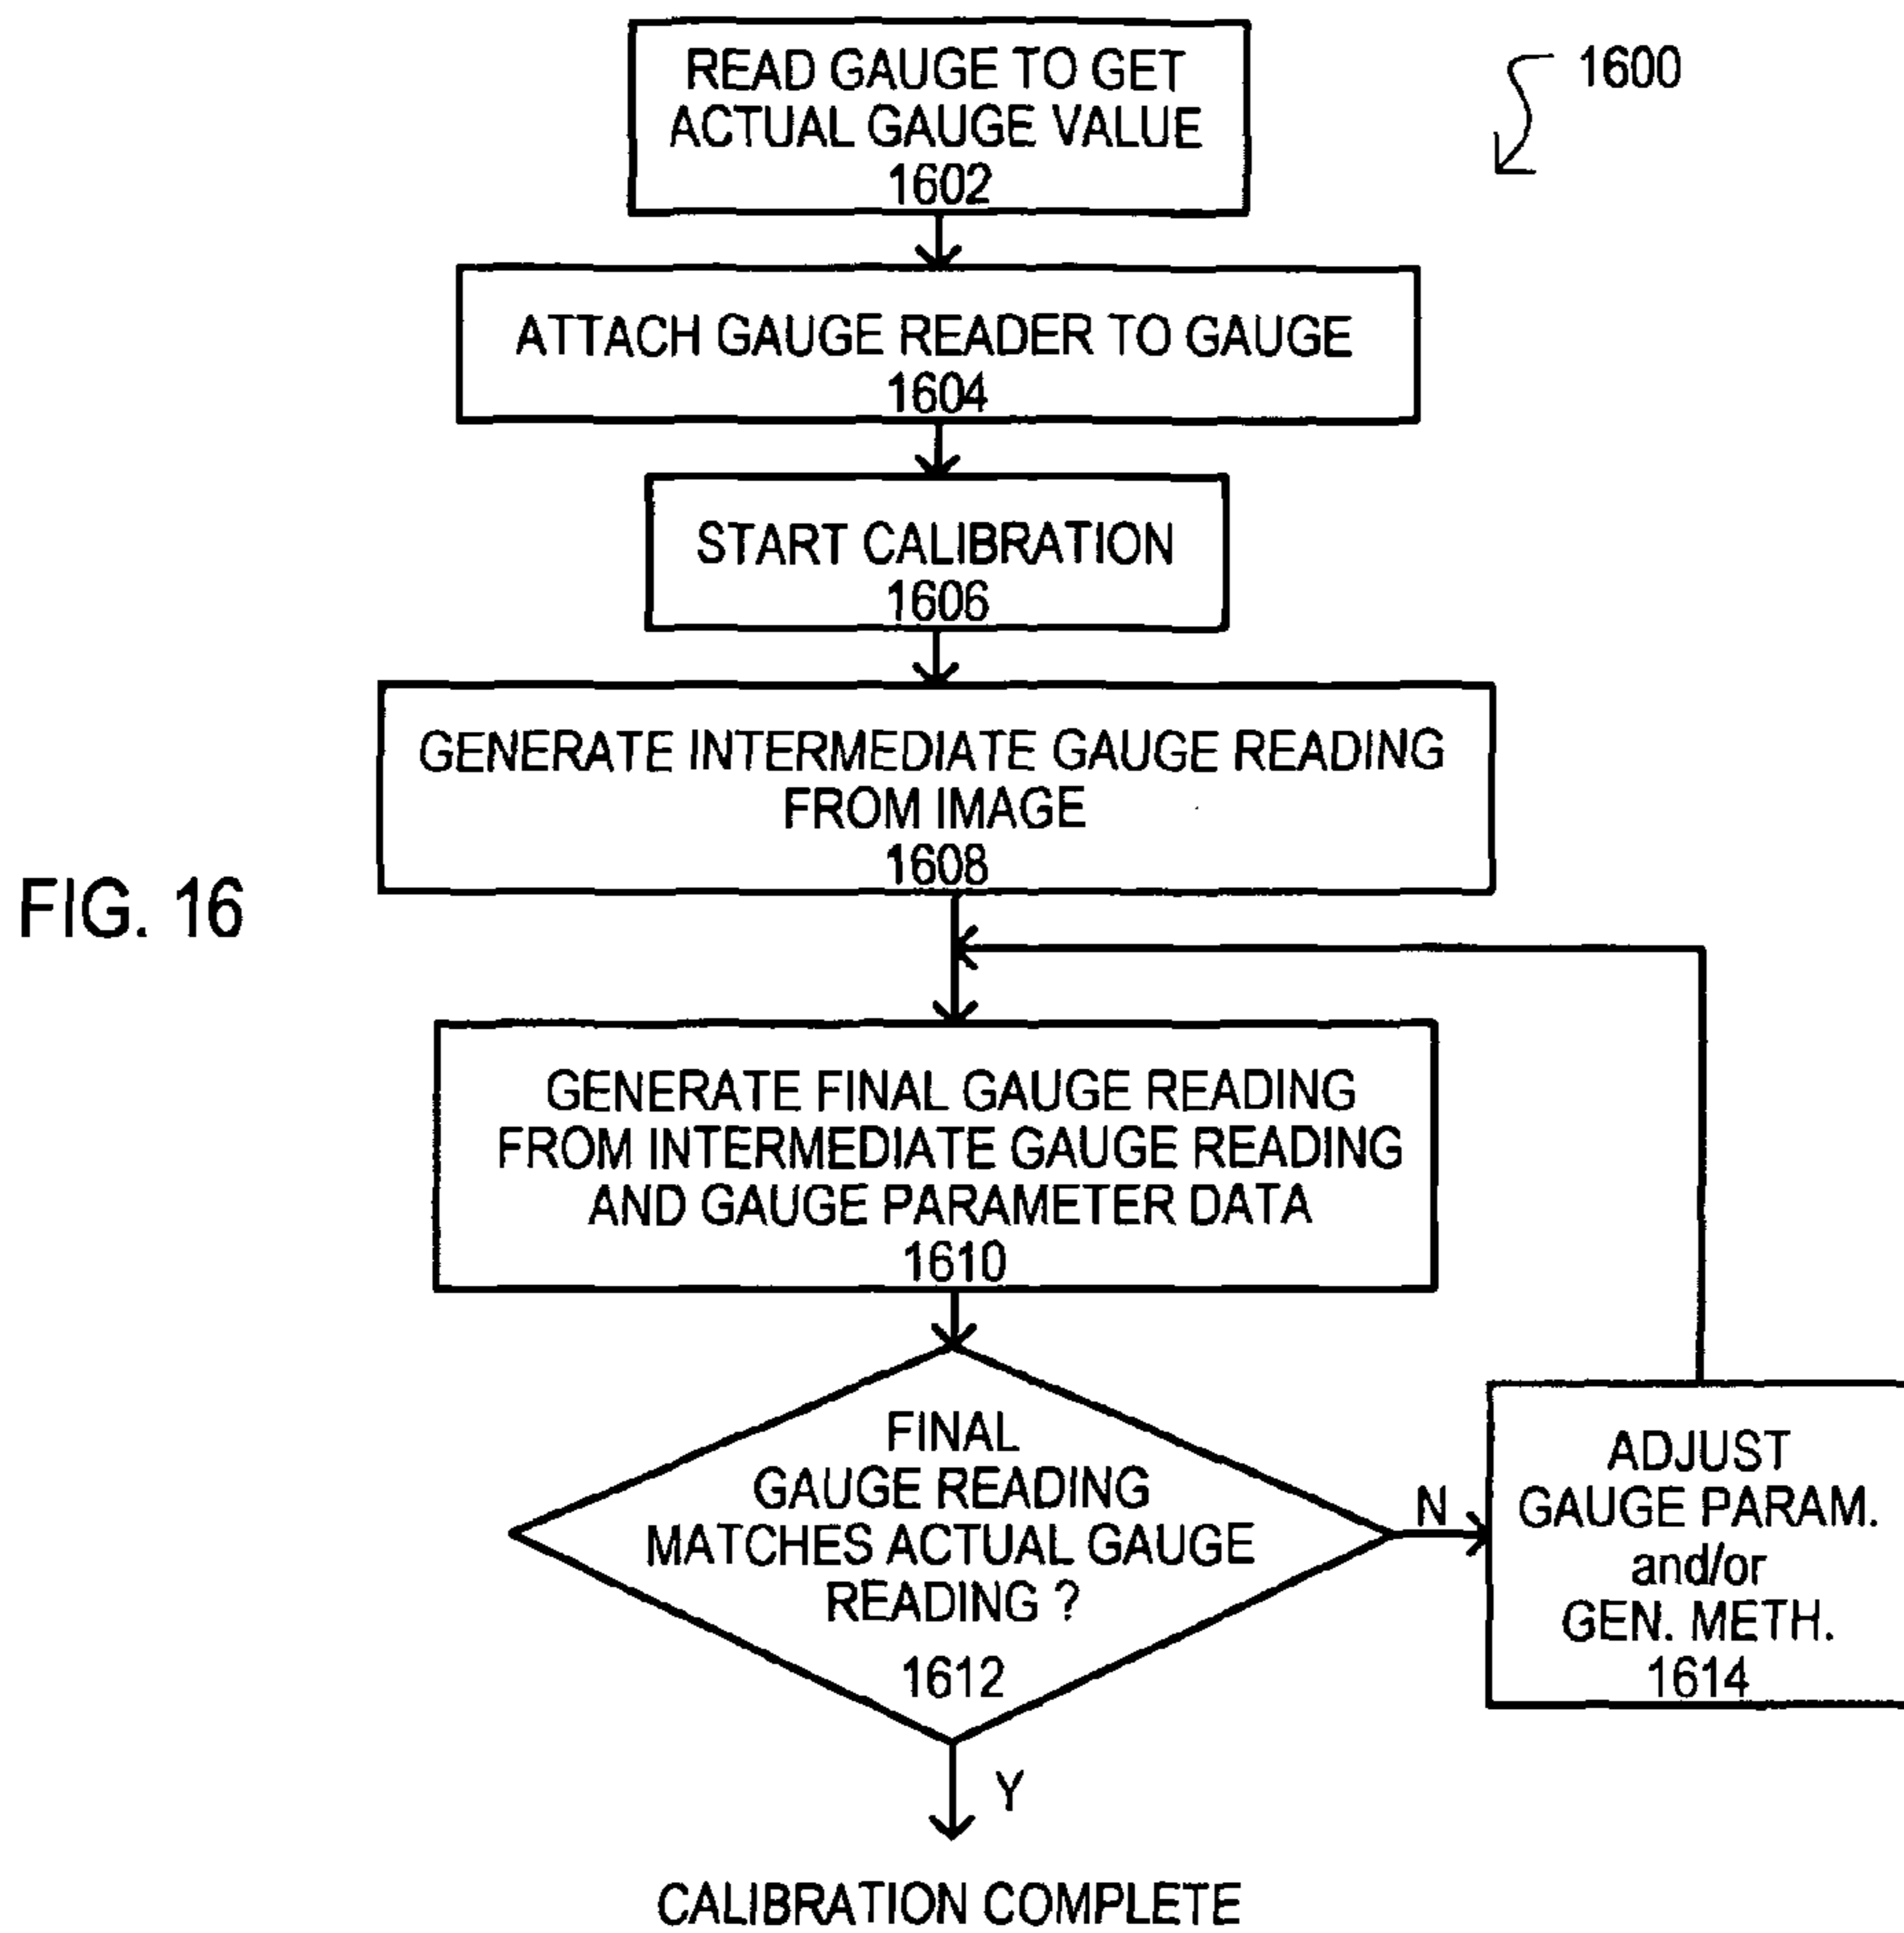 READ GAUGE TO GET
ACTUAL GAUGE VALUE
1602
1600
ATTACH GAUGE READER TO GAUGE
1604
START CALIBRATION
1606
GENERATE INTERMEDIATE GAUGE READING
FROM IMAGE
1608
FIG. 16
GENERATE FINAL GAUGE READING
FROM INTERMEDIATE GAUGE READING
AND GAUGE PARAMETER DATA
1610
FINAL
GAUGE READING
MATCHES ACTUAL GAUGE
READING ?
1612
N
ADJUST
GAUGE PARAM.
and/or
GEN. METH.
1614
Y
CALIBRATION COMPLETE